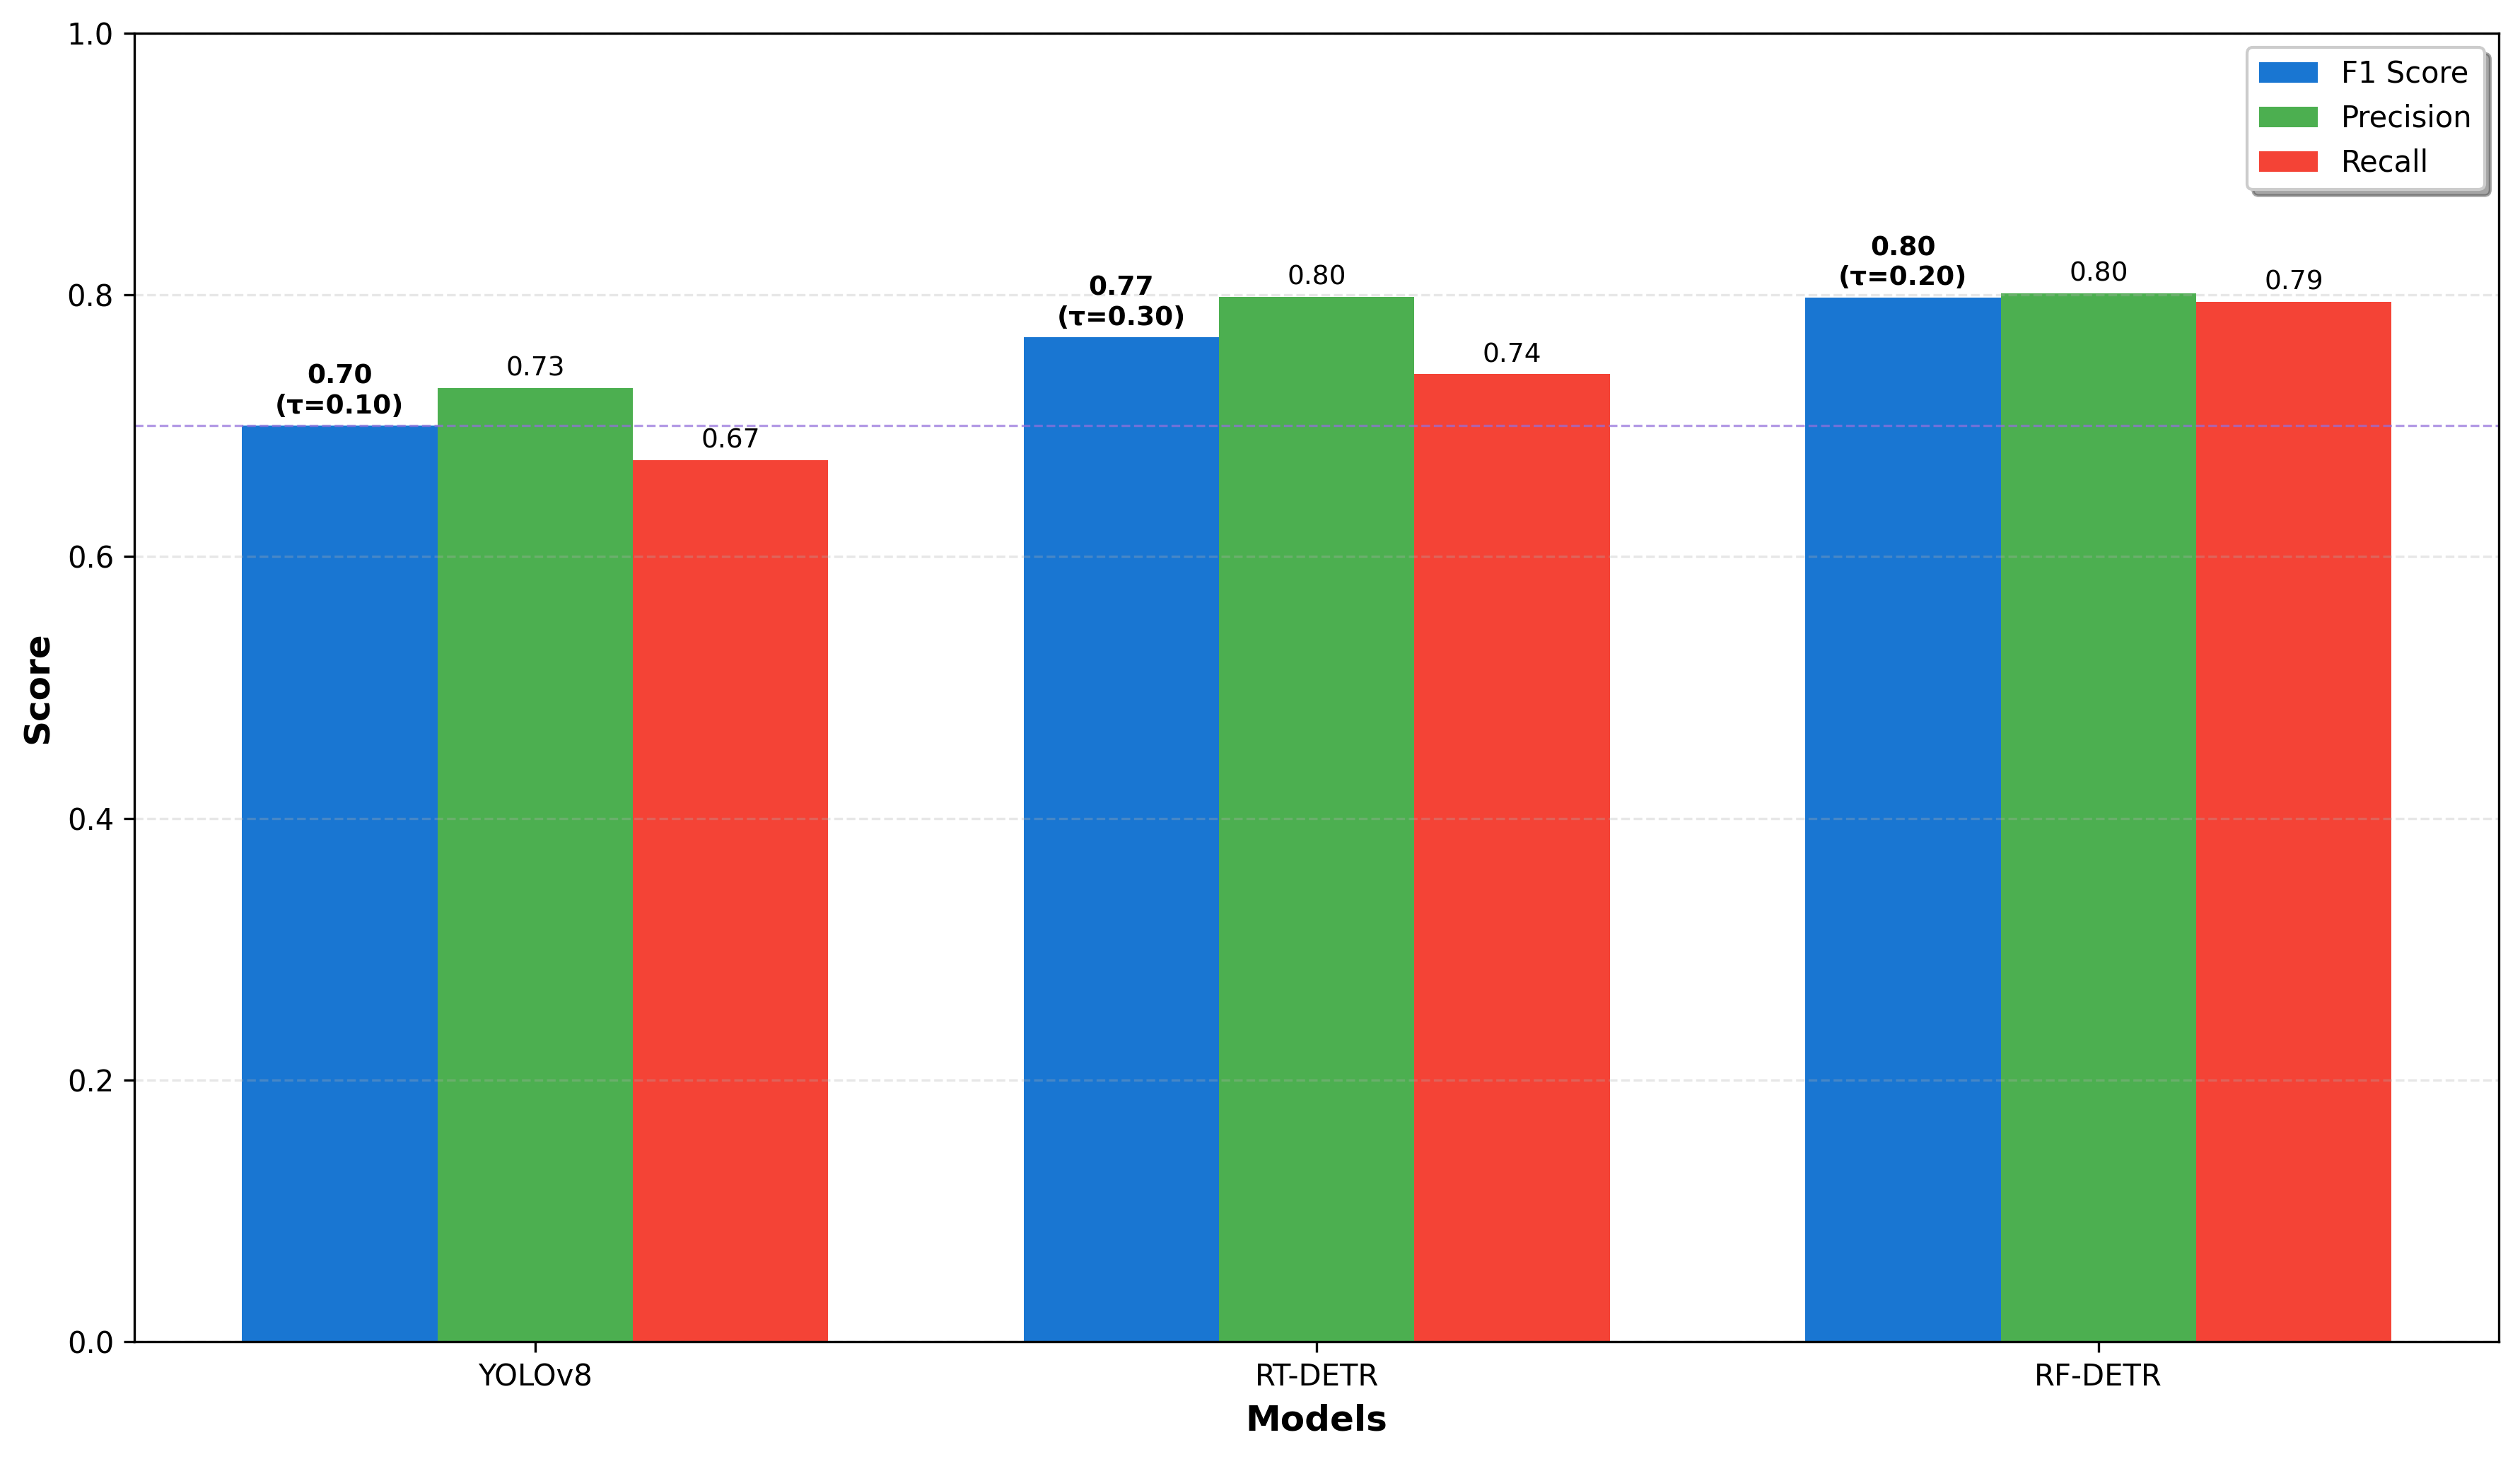 1.0
0.8
0.6
0.4
0.2
0.0
Score
F1 Score
Precision
Recall
0.70
(τ=0.10)
0.73
0.67
0.77
(τ=0.30)
0.80
0.74
0.80
(τ=0.20)
0.80
0.79
YOLOv8
RT-DETR
RF-DETR
Models